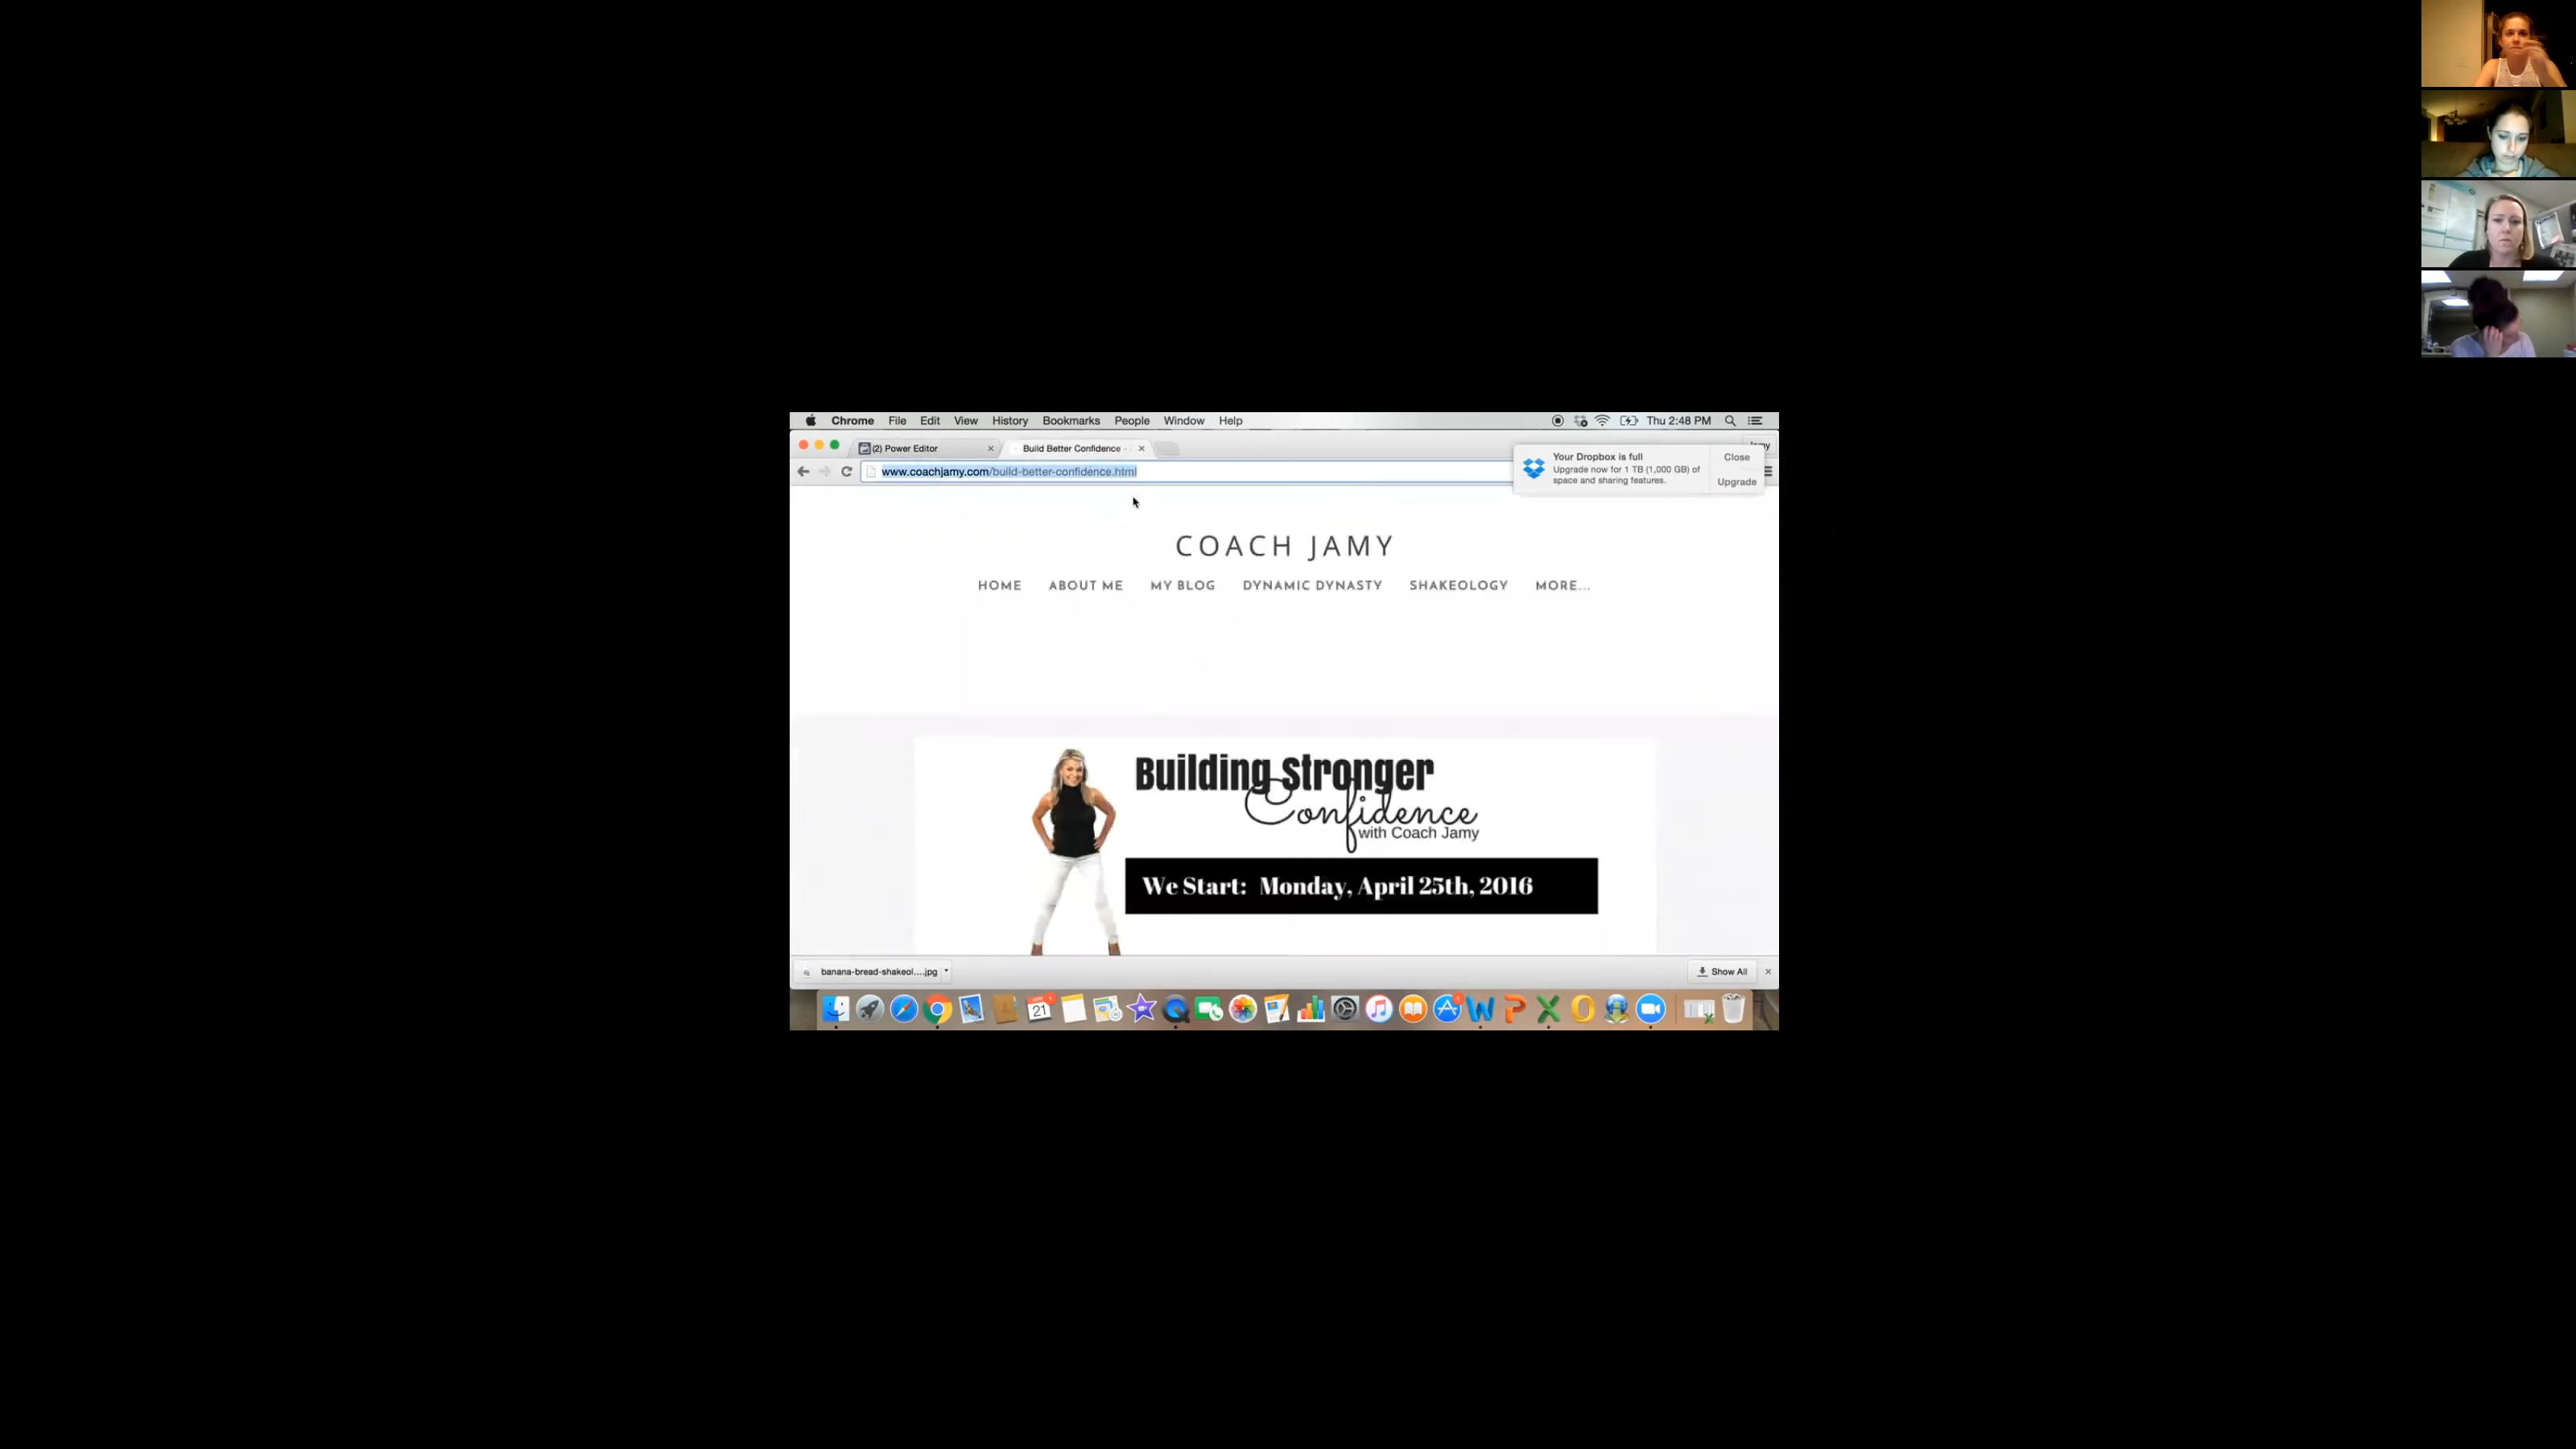 Chrome File Edit View History Bookmarks People Window Help Thu 2:48 PM
(2) Power Editor
Build Better Confidence -
www.coachjamy.com/build-better-confidence.html
Your Dropbox is full
Upgrade now for 1 TB (1,000 GB) of
space and sharing features.
Close
Upgrade
COACH JAMY
HOME ABOUT ME MY BLOG DYNAMIC DYNASTY SHAKEOLOGY MORE...
Building Stronger
Confidence
with Coach Jamy
We Start: Monday, April 25th, 2016
banana-bread-shakeol....jpg
Show All
21